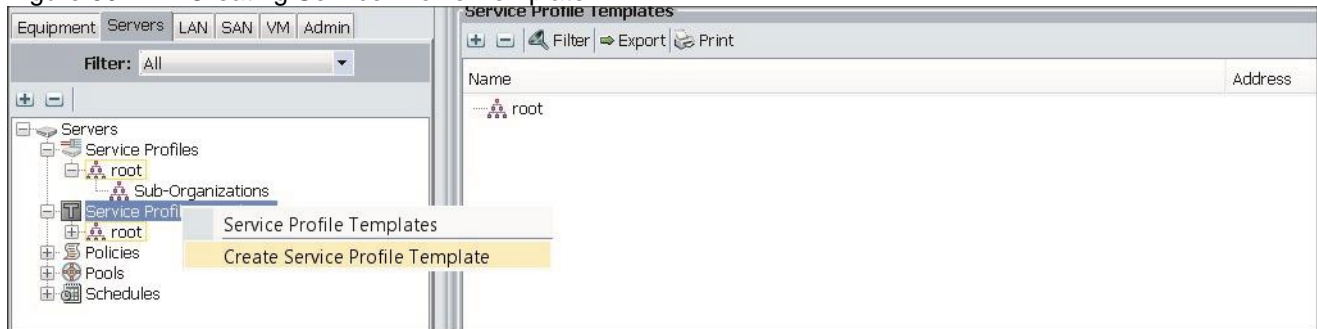 Equipment Servers LAN SAN VM Admin
Filter: All
Servers
Service Profiles
root
Sub-Organizations
Service Profil
root
Policies
Pools
Schedules
Service Profile Templates
Create Service Profile Template
Service Profile Templates
Filter Export Print
Name Address
root